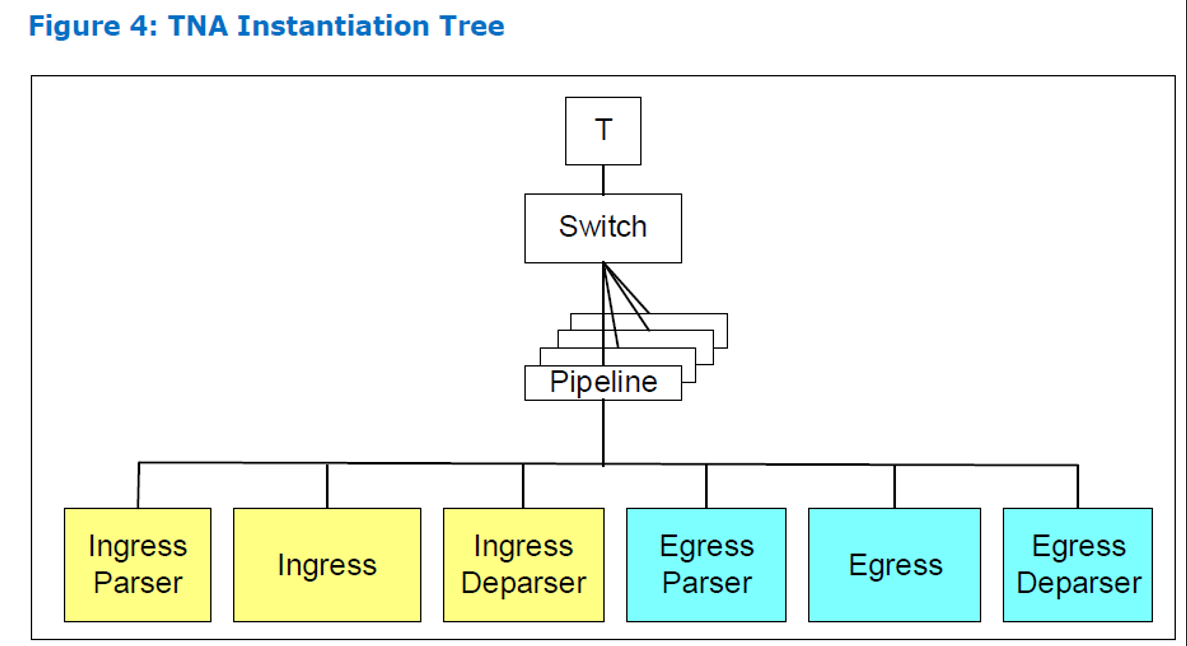 Figure 4: TNA Instantiation Tree
T
Switch
Pipeline
Ingress
Parser
Ingress
Ingress
Deparser
Egress
Parser
Egress
Egress
Deparser